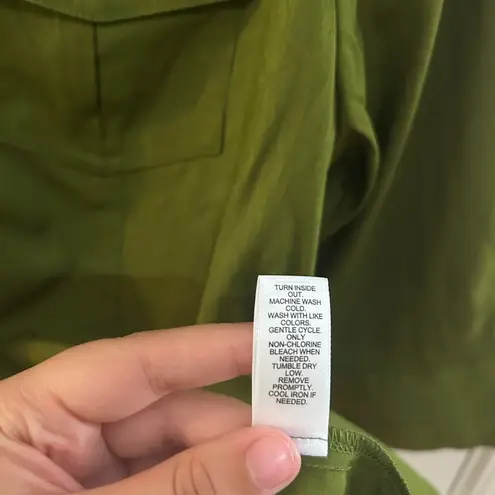 TURN INSIDE
OUT.
MACHINE WASH
COLD.
WASH WITH LIKE
COLORS.
GENTLE CYCLE.
ONLY
NON-CHLORINE
BLEACH WHEN
NEEDED.
TUMBLE DRY
LOW.
REMOVE
PROMPTLY.
COOL IRON IF
NEEDED.